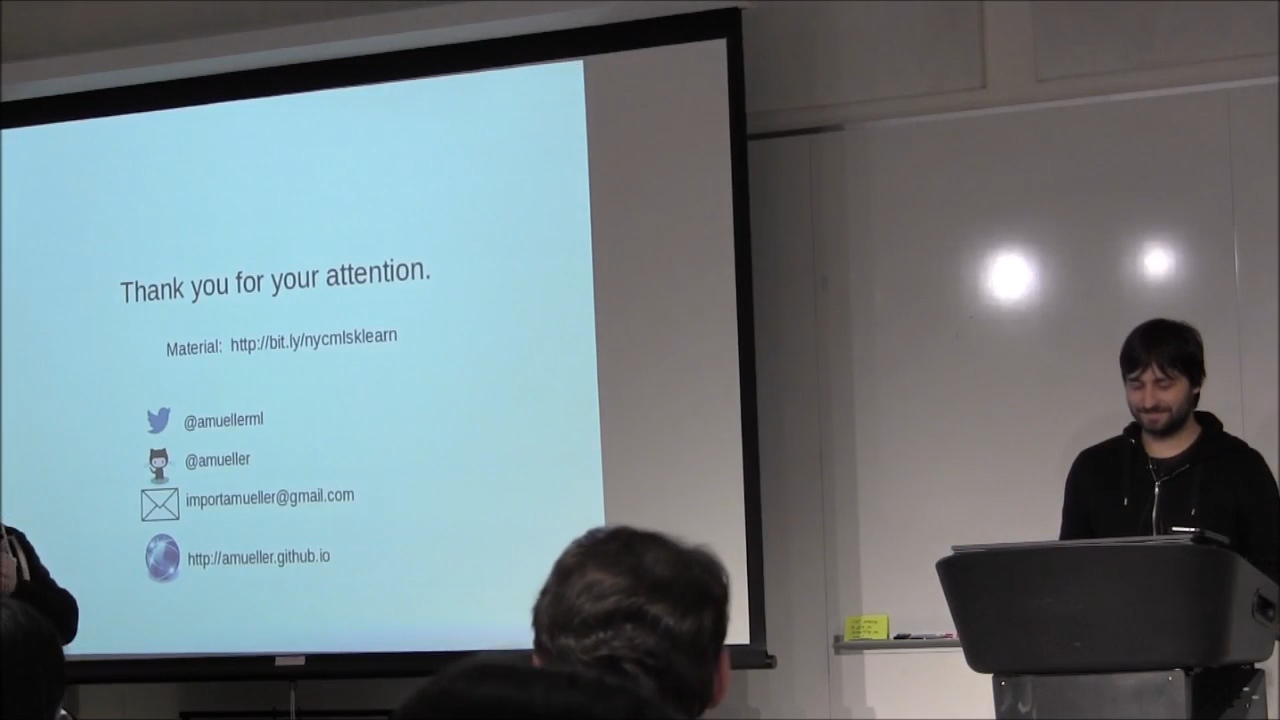 Thank you for your attention.
Material: http://bit.ly/nycmlsklearn
@amuellerml
@amueller
importamueller@gmail.com
http://amueller.github.io